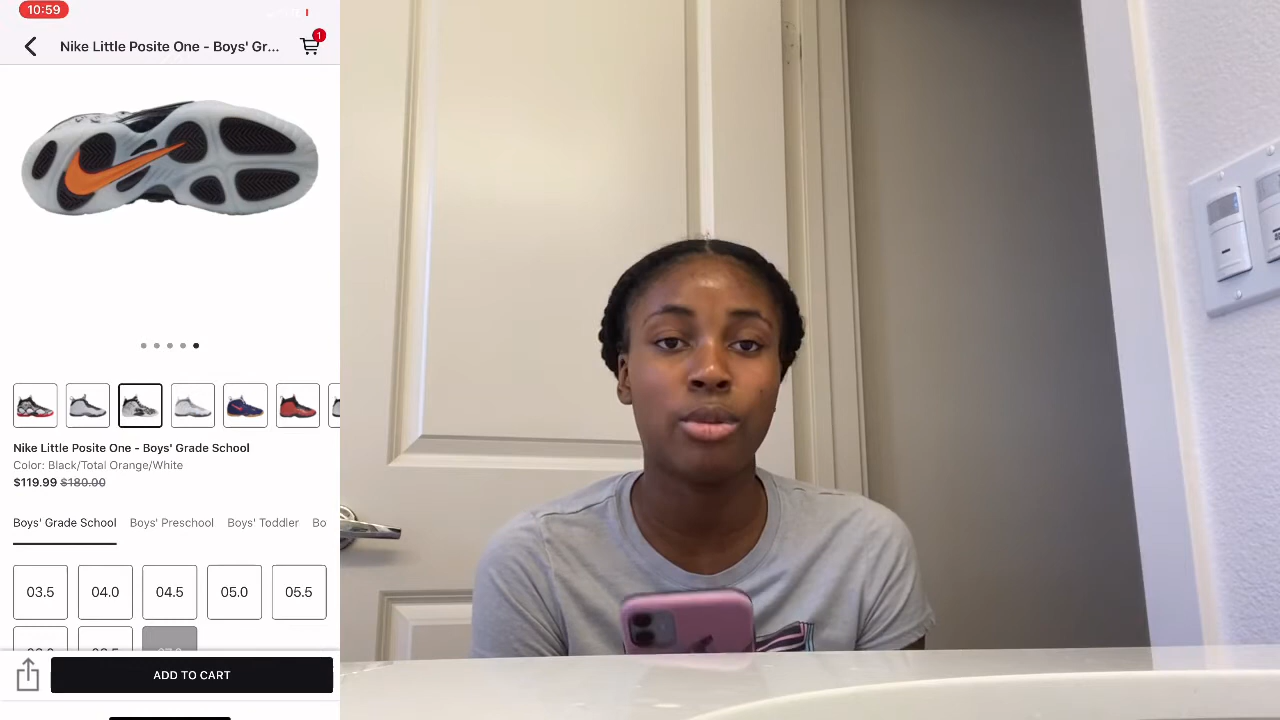 10:59
Nike Little Posite One - Boys' Gr...
1
Nike Little Posite One - Boys' Grade School
Color: Black/Total Orange/White
$119.99 $180.00
Boys' Grade School Boys' Preschool Boys' Toddler Bo
03.5 04.0 04.5 05.0 05.5
ADD TO CART